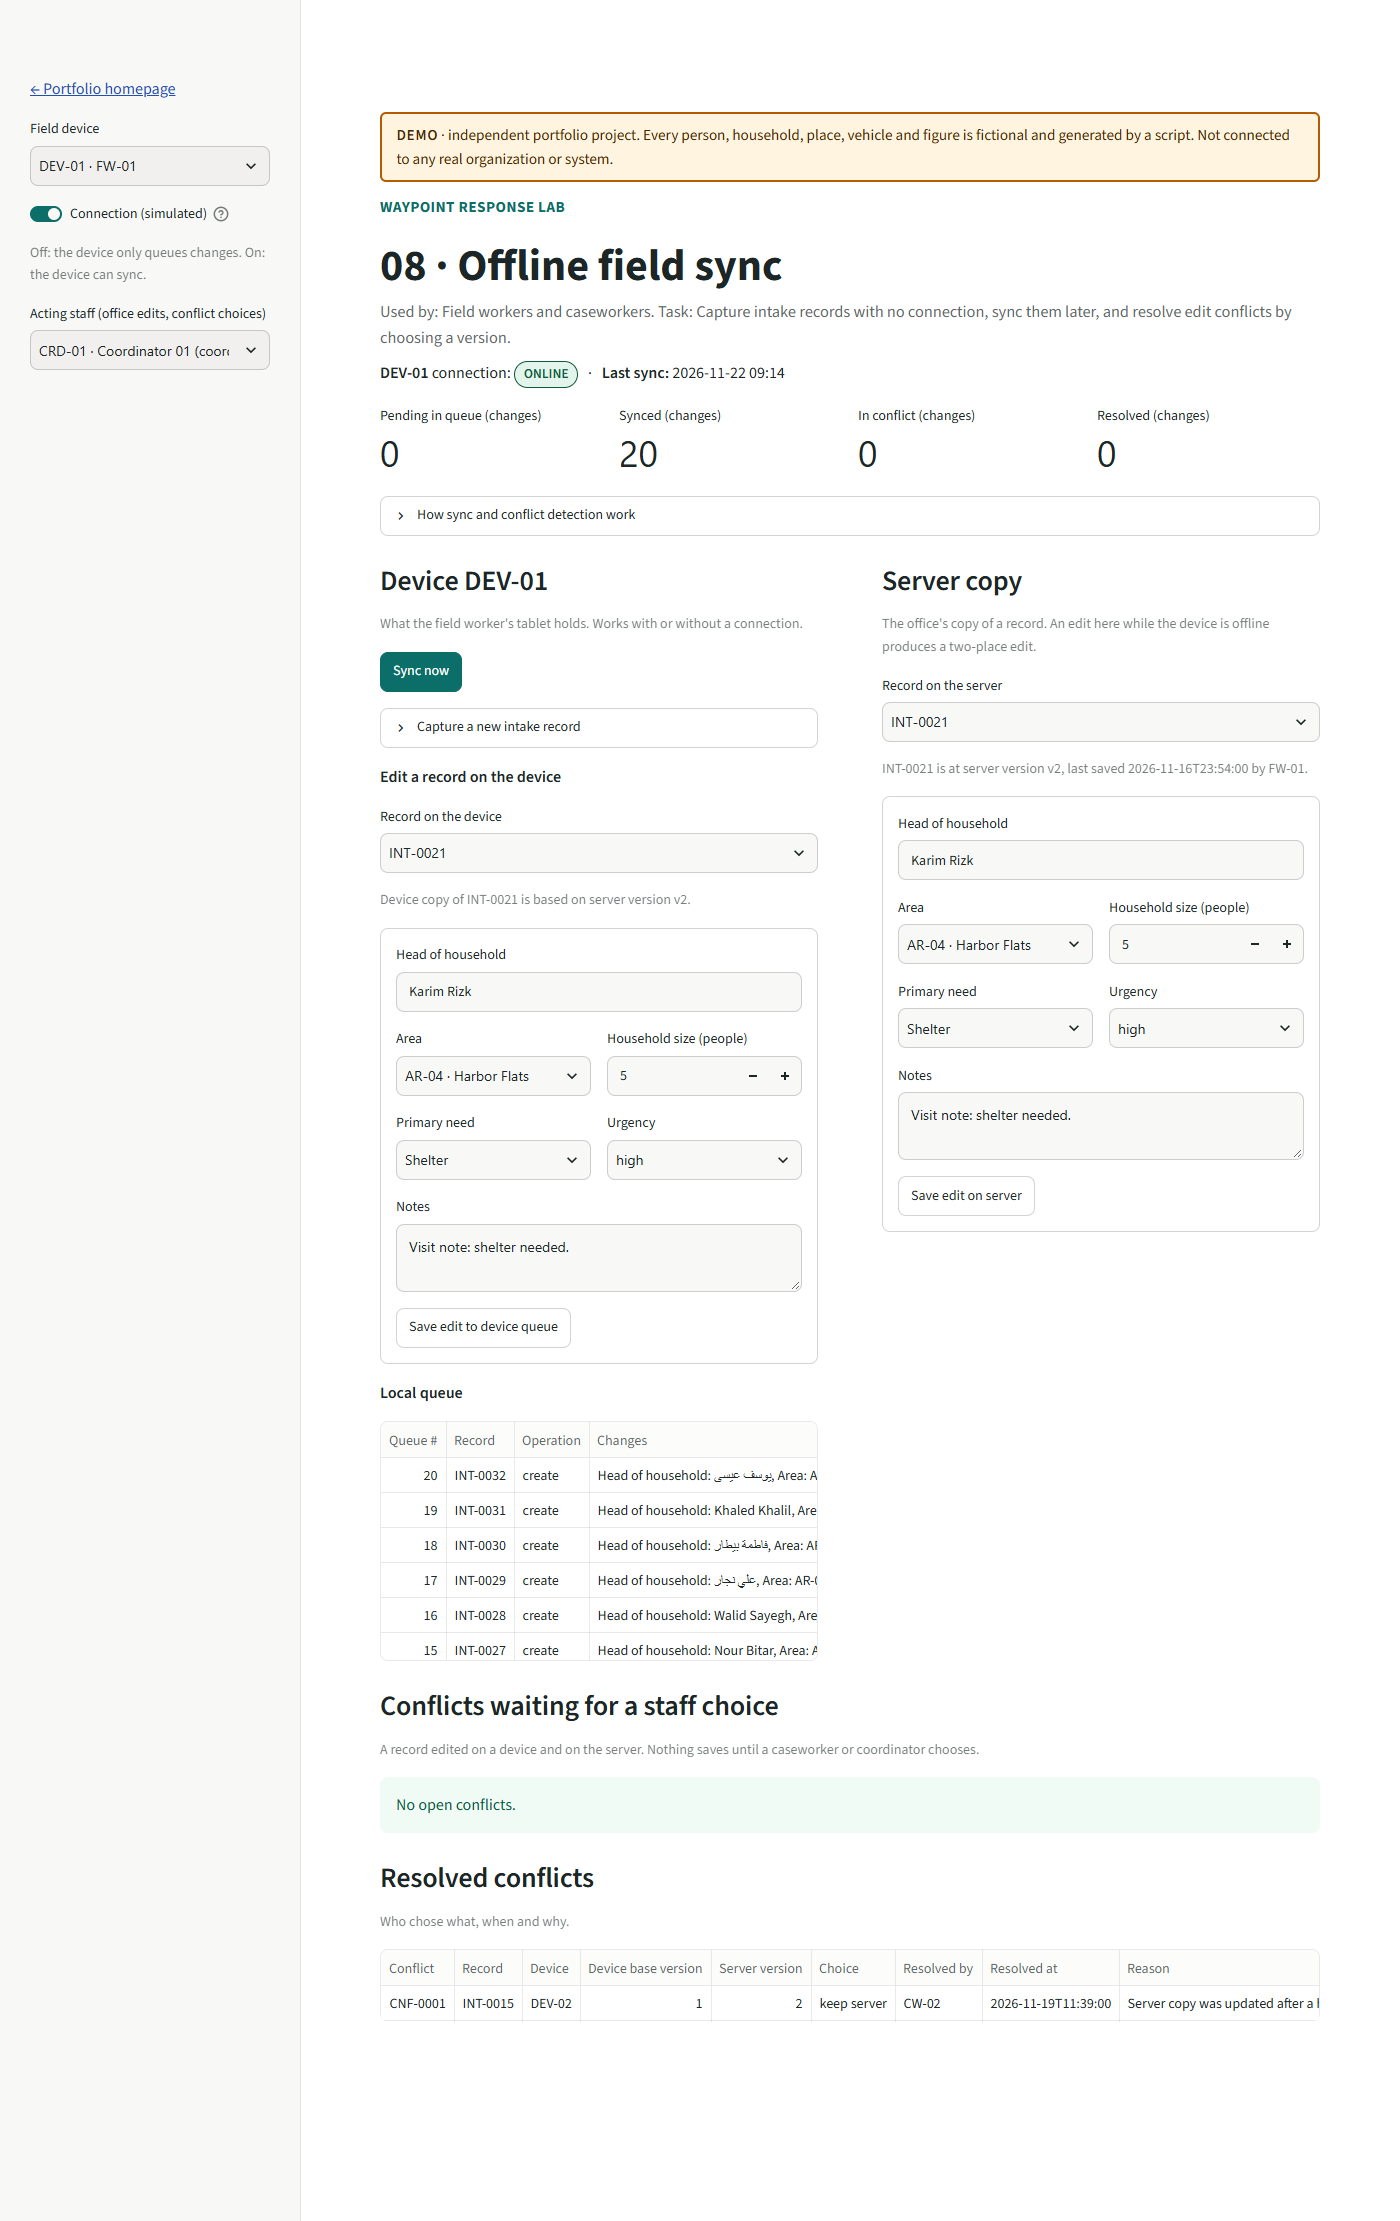 ← Portfolio homepage
Field device
DEV-01 · FW-01
Connection (simulated)
Off: the device only queues changes. On:
the device can sync.
Acting staff (office edits, conflict choices)
CRD-01 · Coordinator 01 (coor
DEMO · independent portfolio project. Every person, household, place, vehicle and figure is fictional and generated by a script. Not connected
to any real organization or system.
WAYPOINT RESPONSE LAB
08 · Offline field sync
Used by: Field workers and caseworkers. Task: Capture intake records with no connection, sync them later, and resolve edit conflicts by
choosing a version.
DEV-01 connection: ONLINE · Last sync: 2026-11-22 09:14
Pending in queue (changes) Synced (changes) In conflict (changes) Resolved (changes)
0 20 0 0
How sync and conflict detection work
Device DEV-01
What the field worker's tablet holds. Works with or without a connection.
Sync now
Capture a new intake record
Edit a record on the device
Record on the device
INT-0021
Device copy of INT-0021 is based on server version v2.
Head of household
Karim Rizk
Area Household size (people)
AR-04 · Harbor Flats 5
Primary need Urgency
Shelter high
Notes
Visit note: shelter needed.
Save edit to device queue
Local queue
Queue # Record Operation Changes
20 INT-0032 create Head of household: يوسف عيسى, Area: A
19 INT-0031 create Head of household: Khaled Khalil, Are
18 INT-0030 create Head of household: فاطمة بيطار, Area: AR
17 INT-0029 create Head of household: علي نجار, Area: AR-0
16 INT-0028 create Head of household: Walid Sayegh, Are
15 INT-0027 create Head of household: Nour Bitar, Area: A
Server copy
The office's copy of a record. An edit here while the device is offline
produces a two-place edit.
Record on the server
INT-0021
INT-0021 is at server version v2, last saved 2026-11-16T23:54:00 by FW-01.
Head of household
Karim Rizk
Area Household size (people)
AR-04 · Harbor Flats 5
Primary need Urgency
Shelter high
Notes
Visit note: shelter needed.
Save edit on server
Conflicts waiting for a staff choice
A record edited on a device and on the server. Nothing saves until a caseworker or coordinator chooses.
No open conflicts.
Resolved conflicts
Who chose what, when and why.
Conflict Record Device Device base version Server version Choice Resolved by Resolved at Reason
CNF-0001 INT-0015 DEV-02 1 2 keep server CW-02 2026-11-19T11:39:00 Server copy was updated after a